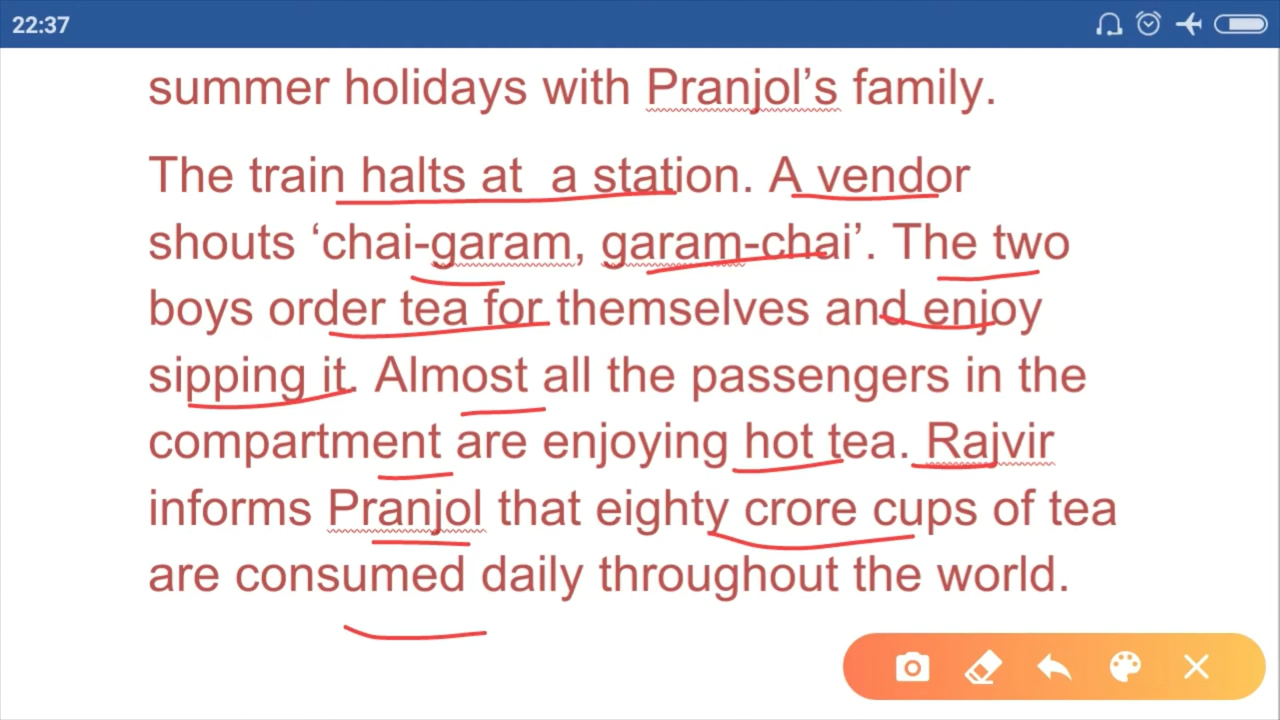 22:37
summer holidays with Pranjol’s family.
The train halts at a station. A vendor
shouts ‘chai-garam, garam-chai’. The two
boys order tea for themselves and enjoy
sipping it. Almost all the passengers in the
compartment are enjoying hot tea. Rajvir
informs Pranjol that eighty crore cups of tea
are consumed daily throughout the world.